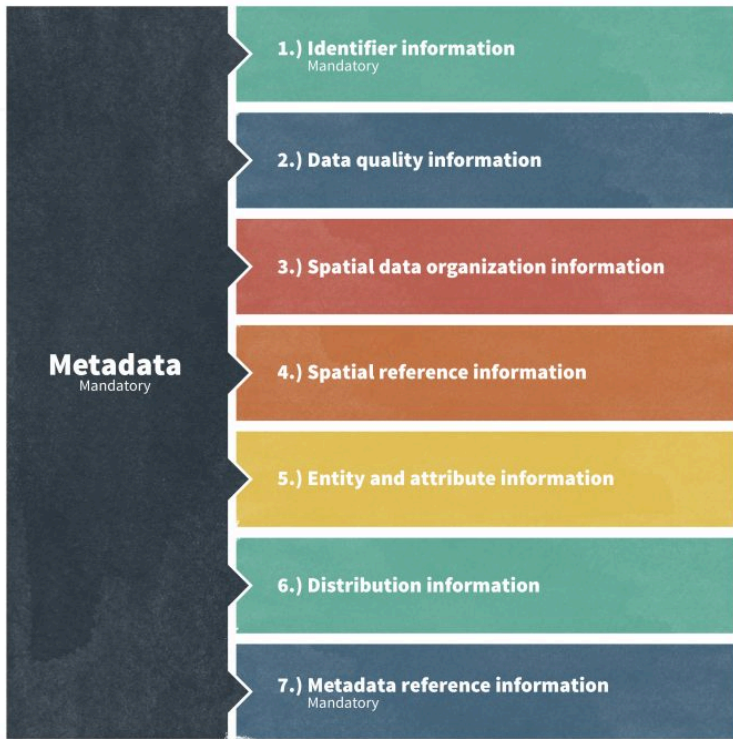 1.) Identifier information
Mandatory
2.) Data quality information
3.) Spatial data organization information
Metadata
Mandatory
4.) Spatial reference information
5.) Entity and attribute information
6.) Distribution information
7.) Metadata reference information
Mandatory